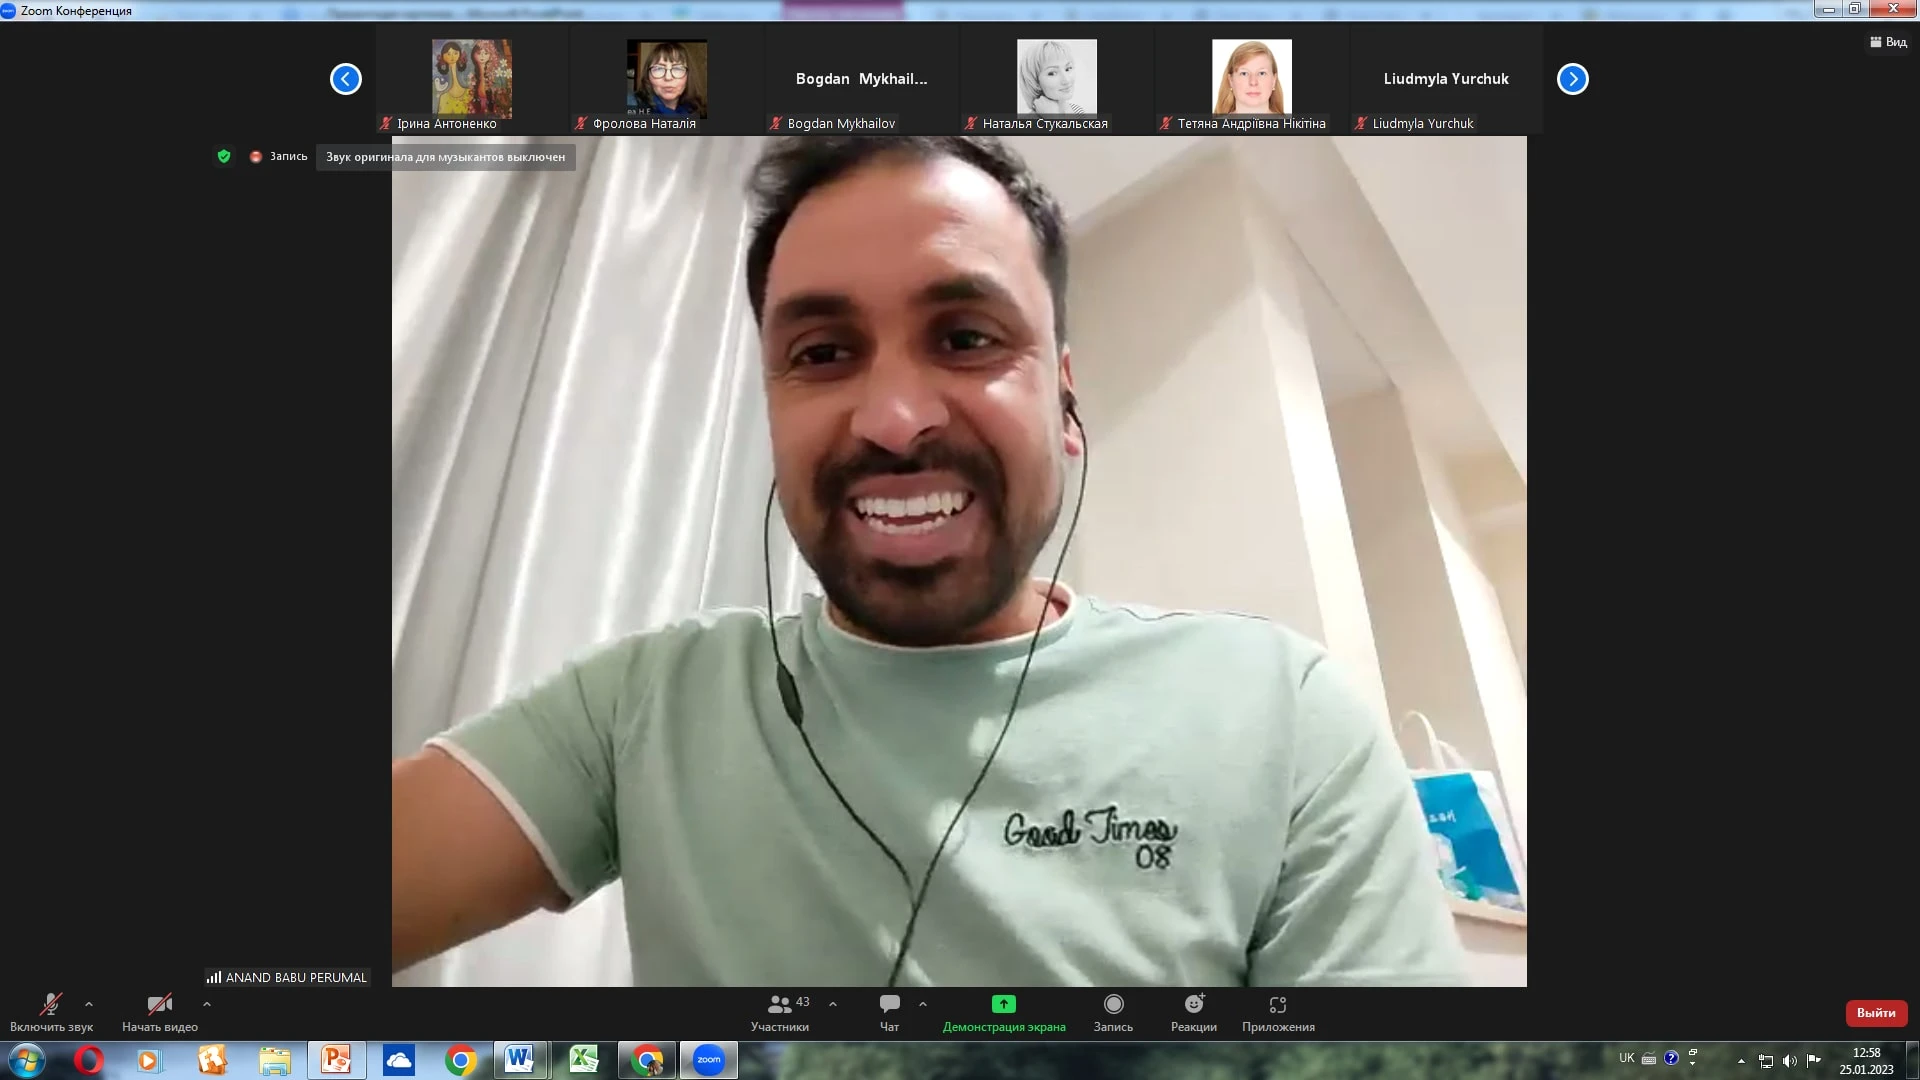 Zoom Конференция
Вид
Bogdan Mykhail...
Liudmyla Yurchuk
Ірина Антоненко
Фролова Наталія
Bogdan Mykhailov
Наталья Стукальская
Тетяна Андріївна Нікітіна
Liudmyla Yurchuk
Запись
Звук оригинала для музыкантов выключен
Good Times
08
ANAND BABU PERUMAL
43
Включить звук
Начать видео
Участники
Чат
Демонстрация экрана
Запись
Реакции
Приложения
Выйти
zoom
UK
12:58
25.01.2023